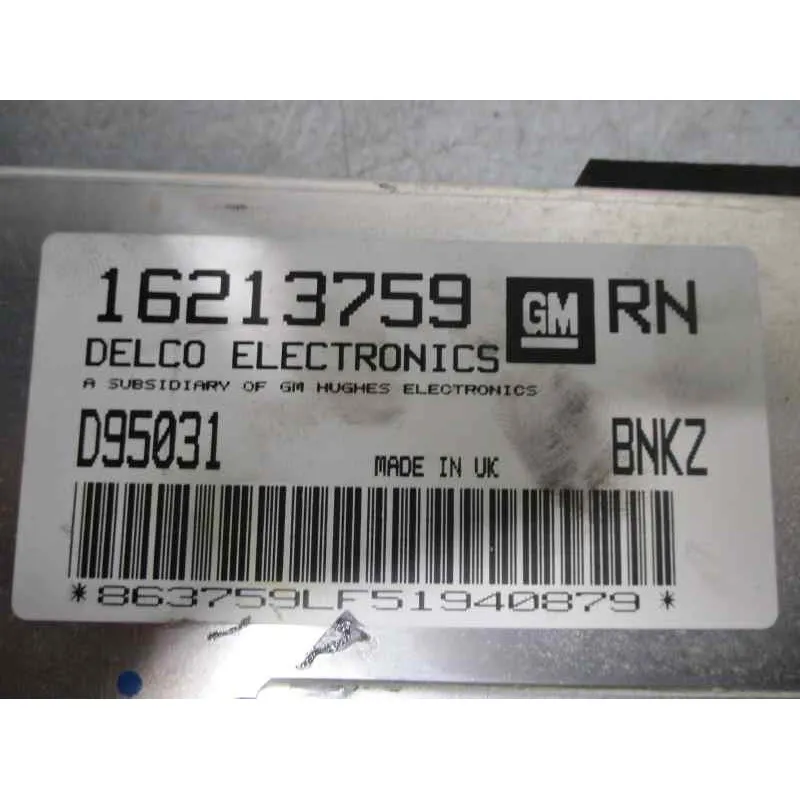 16213759 GM RN
DELCO ELECTRONICS
A SUBSIDIARY OF GM HUGHES ELECTRONICS
D95031 MADE IN UK BNKZ
*863759LF51940879*